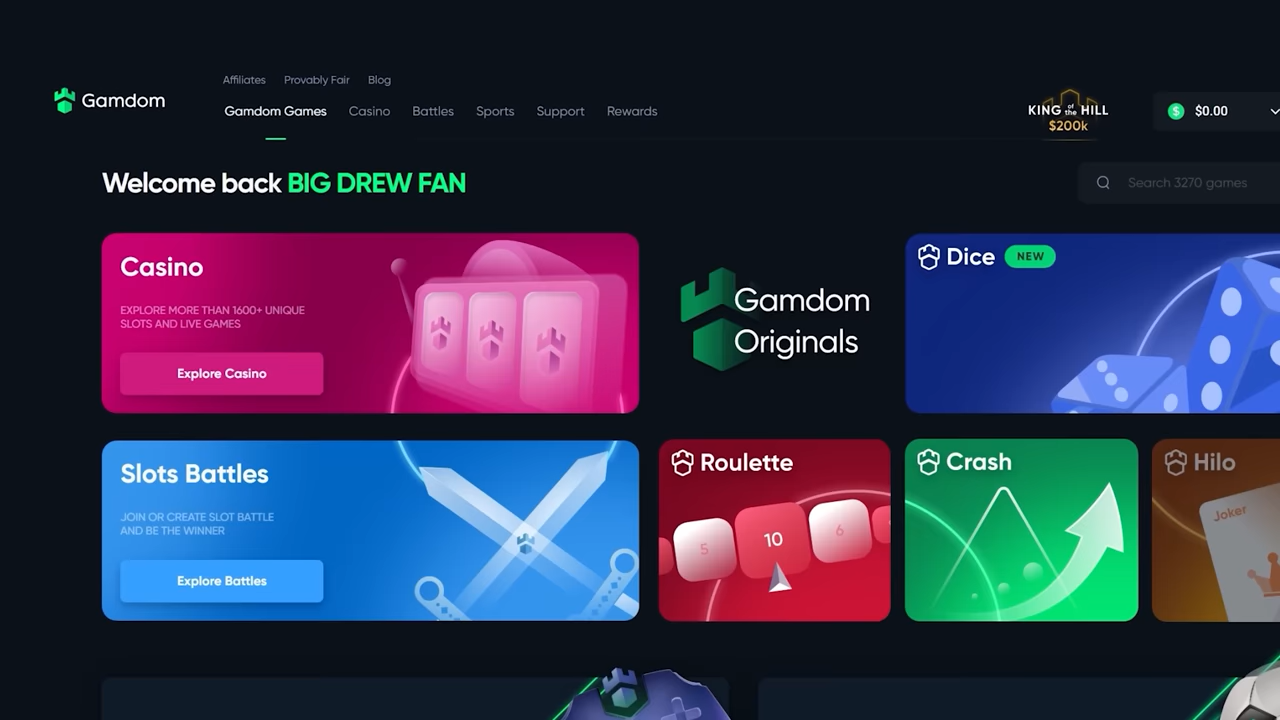 Affiliates Provably Fair Blog
Gamdom
Gamdom Games Casino Battles Sports Support Rewards
KING of the HILL
$200k
$ $0.00
Welcome back BIG DREW FAN
Search 3270 games
Casino
EXPLORE MORE THAN 1600+ UNIQUE
SLOTS AND LIVE GAMES
Explore Casino
Gamdom
Originals
Dice NEW
Slots Battles
JOIN OR CREATE SLOT BATTLE
AND BE THE WINNER
Explore Battles
Roulette
5 10 6
Crash
Hilo
Joker